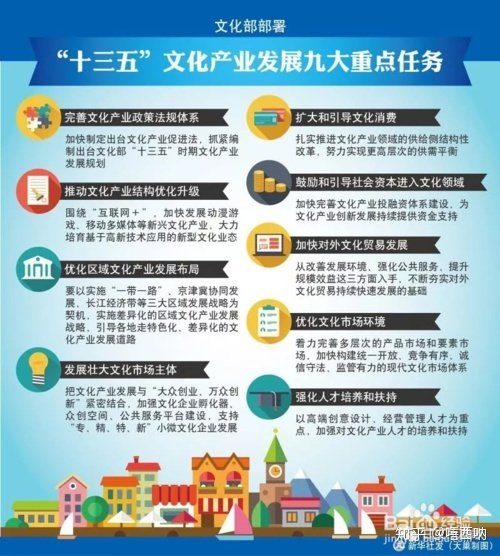 文化部部署
“十三五”文化产业发展九大重点任务
完善文化产业政策法规体系
加快制定出台文化产业促进法，抓紧编
制出台文化部“十三五”时期文化产业
发展规划
推动文化产业结构优化升级
围绕“互联网＋”，加快发展动漫游
戏、移动多媒体等新兴文化产业，大力
培育基于高新技术应用的新型文化业态
优化区域文化产业发展布局
要以实施“一带一路”、京津冀协同发
展、长江经济带等三大区域发展战略为
契机，实施差异化的区域文化产业发展
战略，引导各地走特色化、差异化的文
化产业发展道路
发展壮大文化市场主体
把文化产业发展与“大众创业、万众创
新”紧密结合，加强文化企业孵化器、
众创空间、公共服务平台建设，支持
“专、精、特、新”小微文化企业发展
扩大和引导文化消费
扎实推进文化产业领域的供给侧结构性
改革，努力实现更高层次的供需平衡
鼓励和引导社会资本进入文化领域
加快完善文化产业投融资体系建设，为
文化产业创新发展持续提供资金支持
加快对外文化贸易发展
从改善发展环境、强化公共服务、提升
规模效益这三方面入手，不断夯实对外
文化贸易持续快速发展的基础
优化文化市场环境
着力完善多层次的产品市场和要素市
场，加快构建统一开放、竞争有序、诚
信守法、监管有力的现代文化市场体系
强化人才培养和扶持
以高端创意设计、经营管理人才为重
点，加强对文化产业人才的培养和扶持
新华社发（大巢制图）